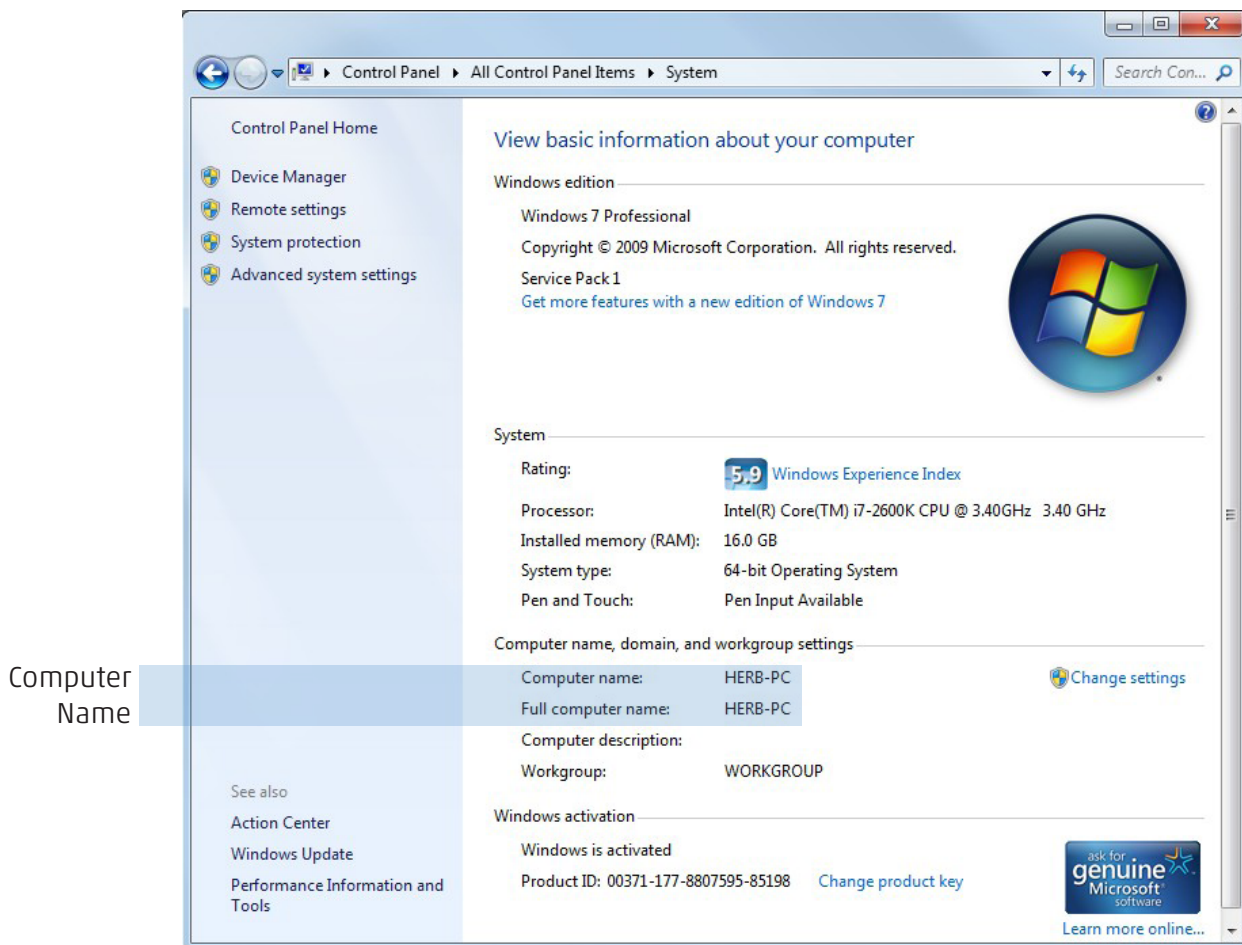 Control Panel ▸ All Control Panel Items ▸ System
Search Con...
Control Panel Home
Device Manager
Remote settings
System protection
Advanced system settings
View basic information about your computer
Windows edition
Windows 7 Professional
Copyright © 2009 Microsoft Corporation.  All rights reserved.
Service Pack 1
Get more features with a new edition of Windows 7
System
Rating: 5.9 Windows Experience Index
Processor: Intel(R) Core(TM) i7-2600K CPU @ 3.40GHz 3.40 GHz
Installed memory (RAM): 16.0 GB
System type: 64-bit Operating System
Pen and Touch: Pen Input Available
Computer name, domain, and workgroup settings
Computer
Name
Computer name: HERB-PC
Change settings
Full computer name: HERB-PC
Computer description:
Workgroup: WORKGROUP
See also
Action Center
Windows Update
Performance Information and
Tools
Windows activation
Windows is activated
Product ID: 00371-177-8807595-85198 Change product key
ask for
genuine
Microsoft
software
Learn more online...